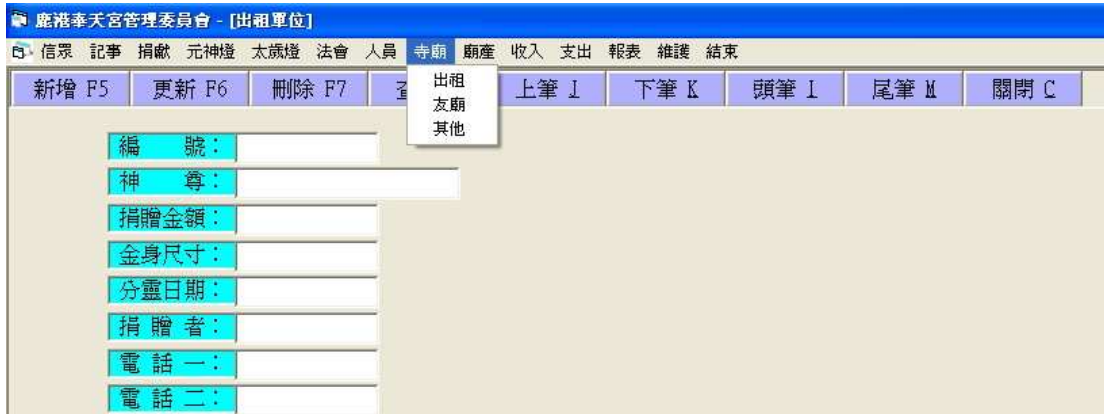 鹿港奉天宮管理委員會 - [出租單位]
信眾 記事 捐獻 元神燈 太歲燈 法會 人員 寺廟 廟產 收入 支出 報表 維護 結束
新增 F5 更新 F6 刪除 F7 上筆 J 下筆 K 頭筆 I 尾筆 M 關閉 C
出租
友廟
其他
編 號：
神 尊：
捐贈金額：
金身尺寸：
分靈日期：
捐 贈 者：
電 話 一：
電 話 二：